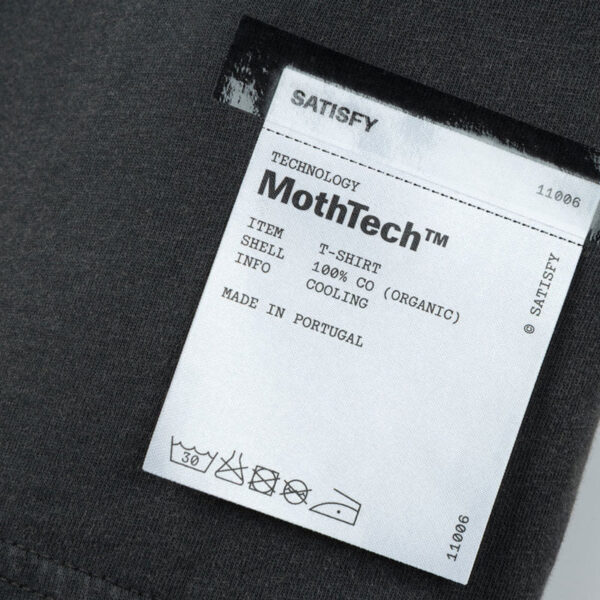 SATISFY
11006
TECHNOLOGY
MothTech™
ITEM T-SHIRT
SHELL 100% CO (ORGANIC)
INFO COOLING
MADE IN PORTUGAL
© SATISFY
30
11006